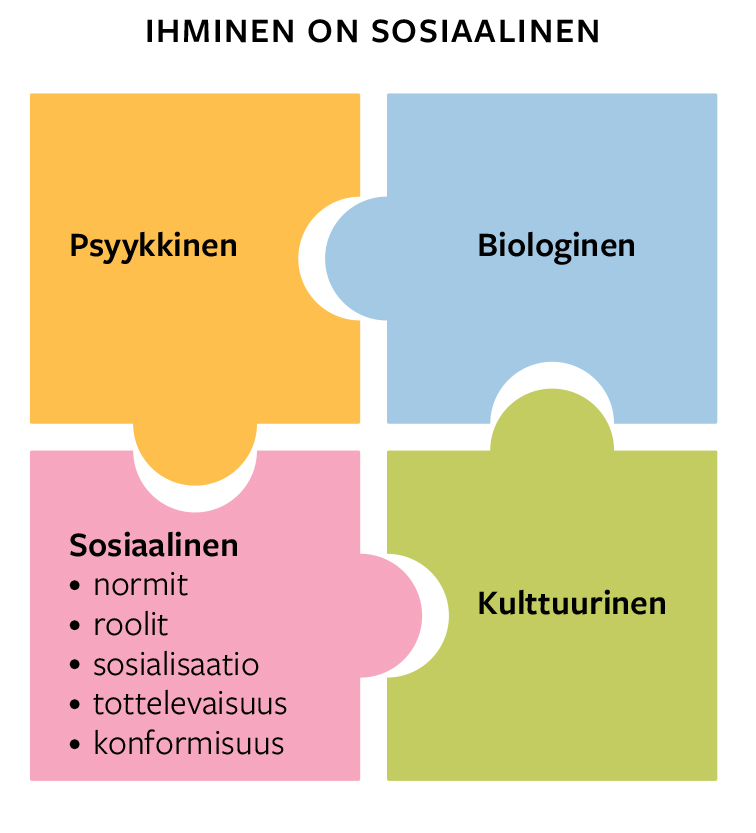 IHMINEN ON SOSIAALINEN
Psyykkinen
Biologinen
Sosiaalinen
• normit
• roolit
• sosialisaatio
• tottelevaisuus
• konformisuus
Kulttuurinen